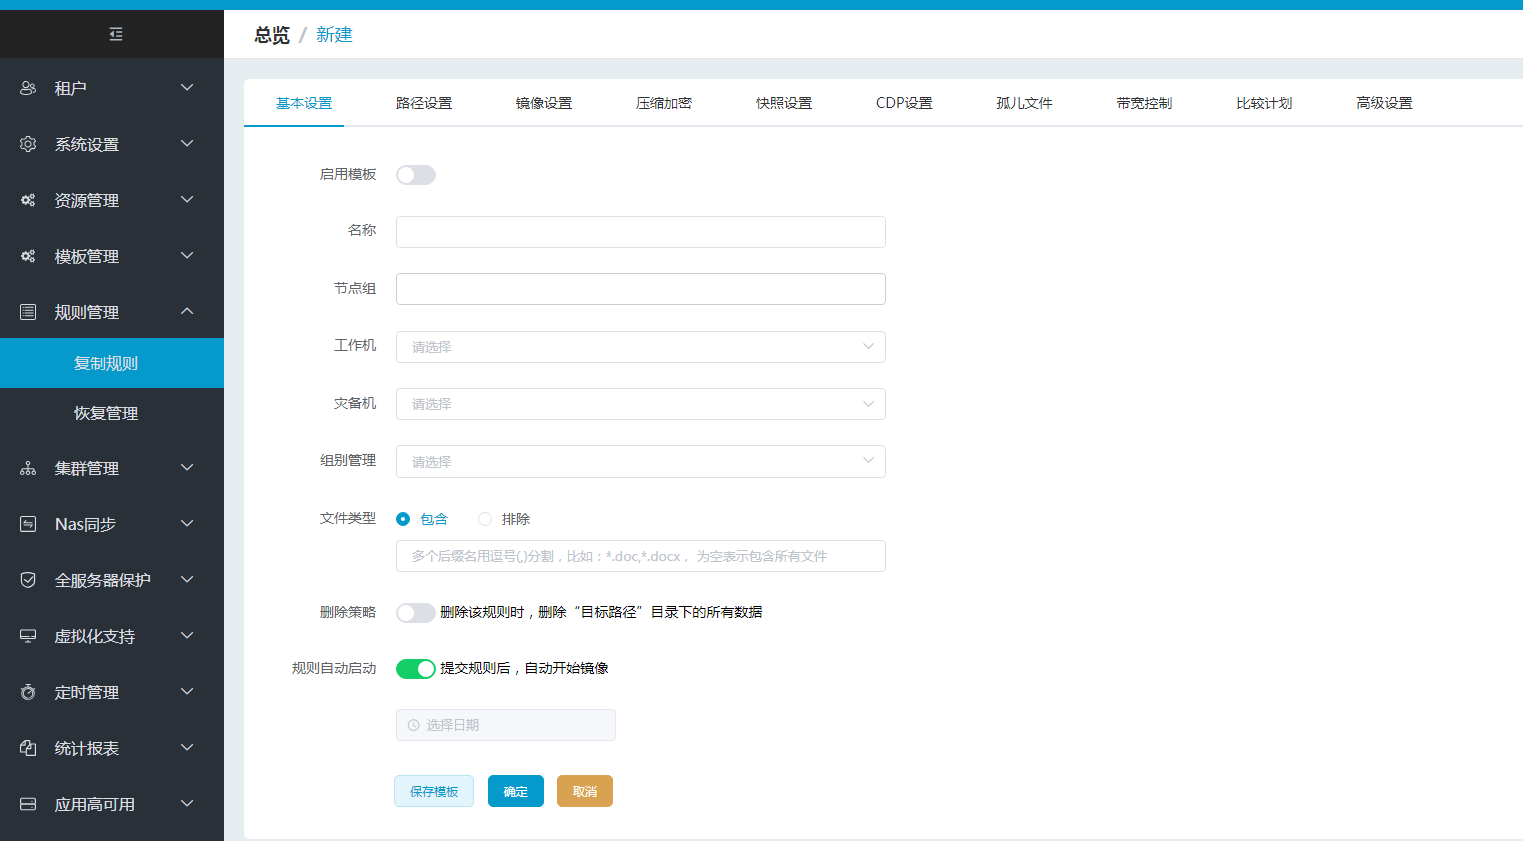 总览 / 新建
租户
系统设置
资源管理
模板管理
规则管理
复制规则
恢复管理
集群管理
Nas同步
全服务器保护
虚拟化支持
定时管理
统计报表
应用高可用
基本设置 路径设置 镜像设置 压缩加密 快照设置 CDP设置 孤儿文件 带宽控制 比较计划 高级设置
启用模板
名称
节点组
工作机 请选择
灾备机 请选择
组别管理 请选择
文件类型 包含 排除
多个后缀名用逗号(,)分割，比如：*.doc,*.docx， 为空表示包含所有文件
删除策略 删除该规则时，删除“目标路径”目录下的所有数据
规则自动启动 提交规则后，自动开始镜像
选择日期
保存模板 确定 取消